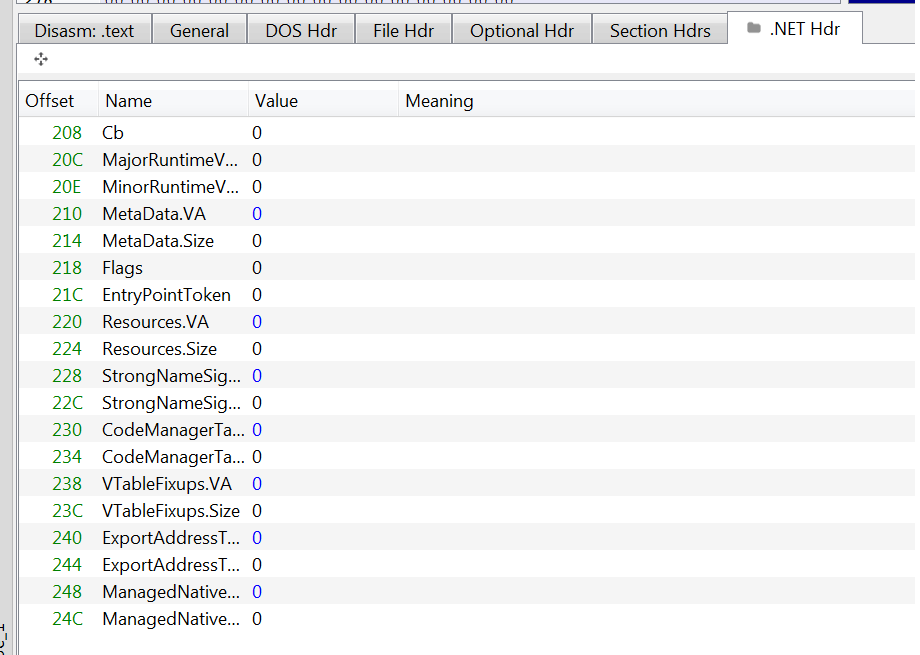 Disasm: .text General DOS Hdr File Hdr Optional Hdr Section Hdrs .NET Hdr
Offset Name Value Meaning
208 Cb 0
20C MajorRuntimeV... 0
20E MinorRuntimeV... 0
210 MetaData.VA 0
214 MetaData.Size 0
218 Flags 0
21C EntryPointToken 0
220 Resources.VA 0
224 Resources.Size 0
228 StrongNameSig... 0
22C StrongNameSig... 0
230 CodeManagerTa... 0
234 CodeManagerTa... 0
238 VTableFixups.VA 0
23C VTableFixups.Size 0
240 ExportAddressT... 0
244 ExportAddressT... 0
248 ManagedNative... 0
24C ManagedNative... 0